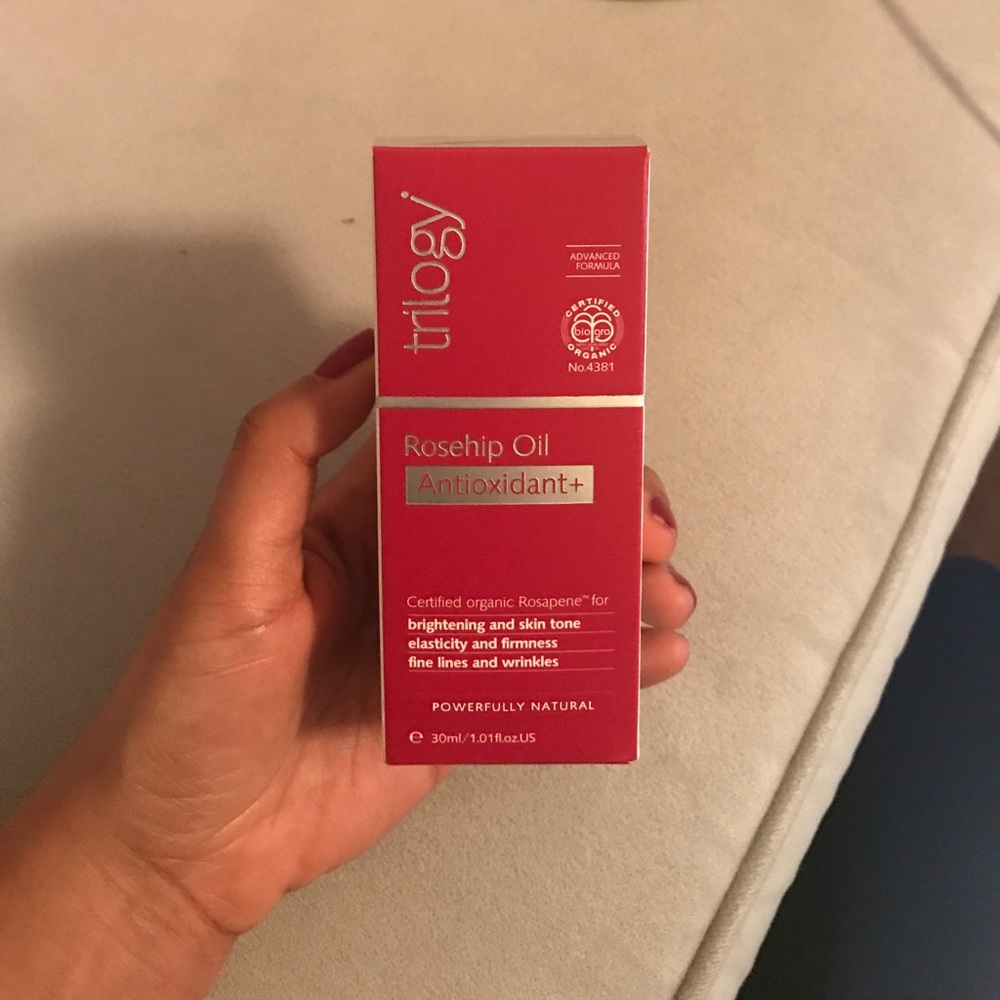 trilogy
ADVANCED
FORMULA
CERTIFIED
biogro
ORGANIC
No.4381
Rosehip Oil
Antioxidant+
Certified organic Rosapene™ for
brightening and skin tone
elasticity and firmness
fine lines and wrinkles
POWERFULLY NATURAL
℮ 30ml/1.01fl.oz.US